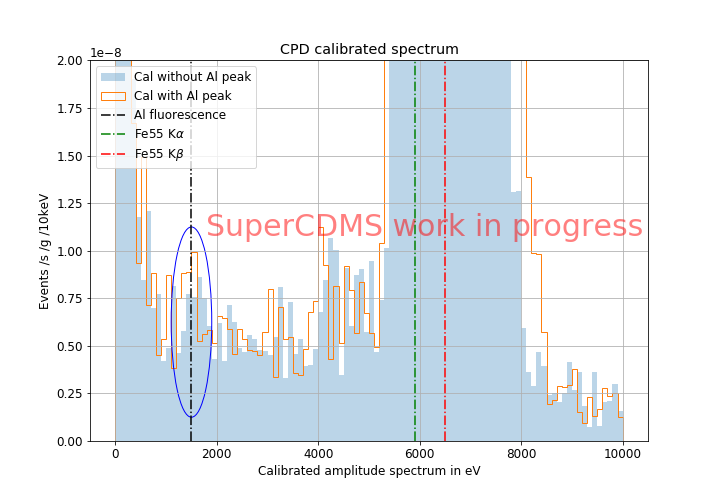 CPD calibrated spectrum
1e−8
2.00
1.75
1.50
1.25
1.00
0.75
0.50
0.25
0.00
Events /s /g /10keV
Cal without Al peak
Cal with Al peak
Al fluorescence
Fe55 Kα
Fe55 Kβ
SuperCDMS work in progress
0 2000 4000 6000 8000 10000
Calibrated amplitude spectrum in eV